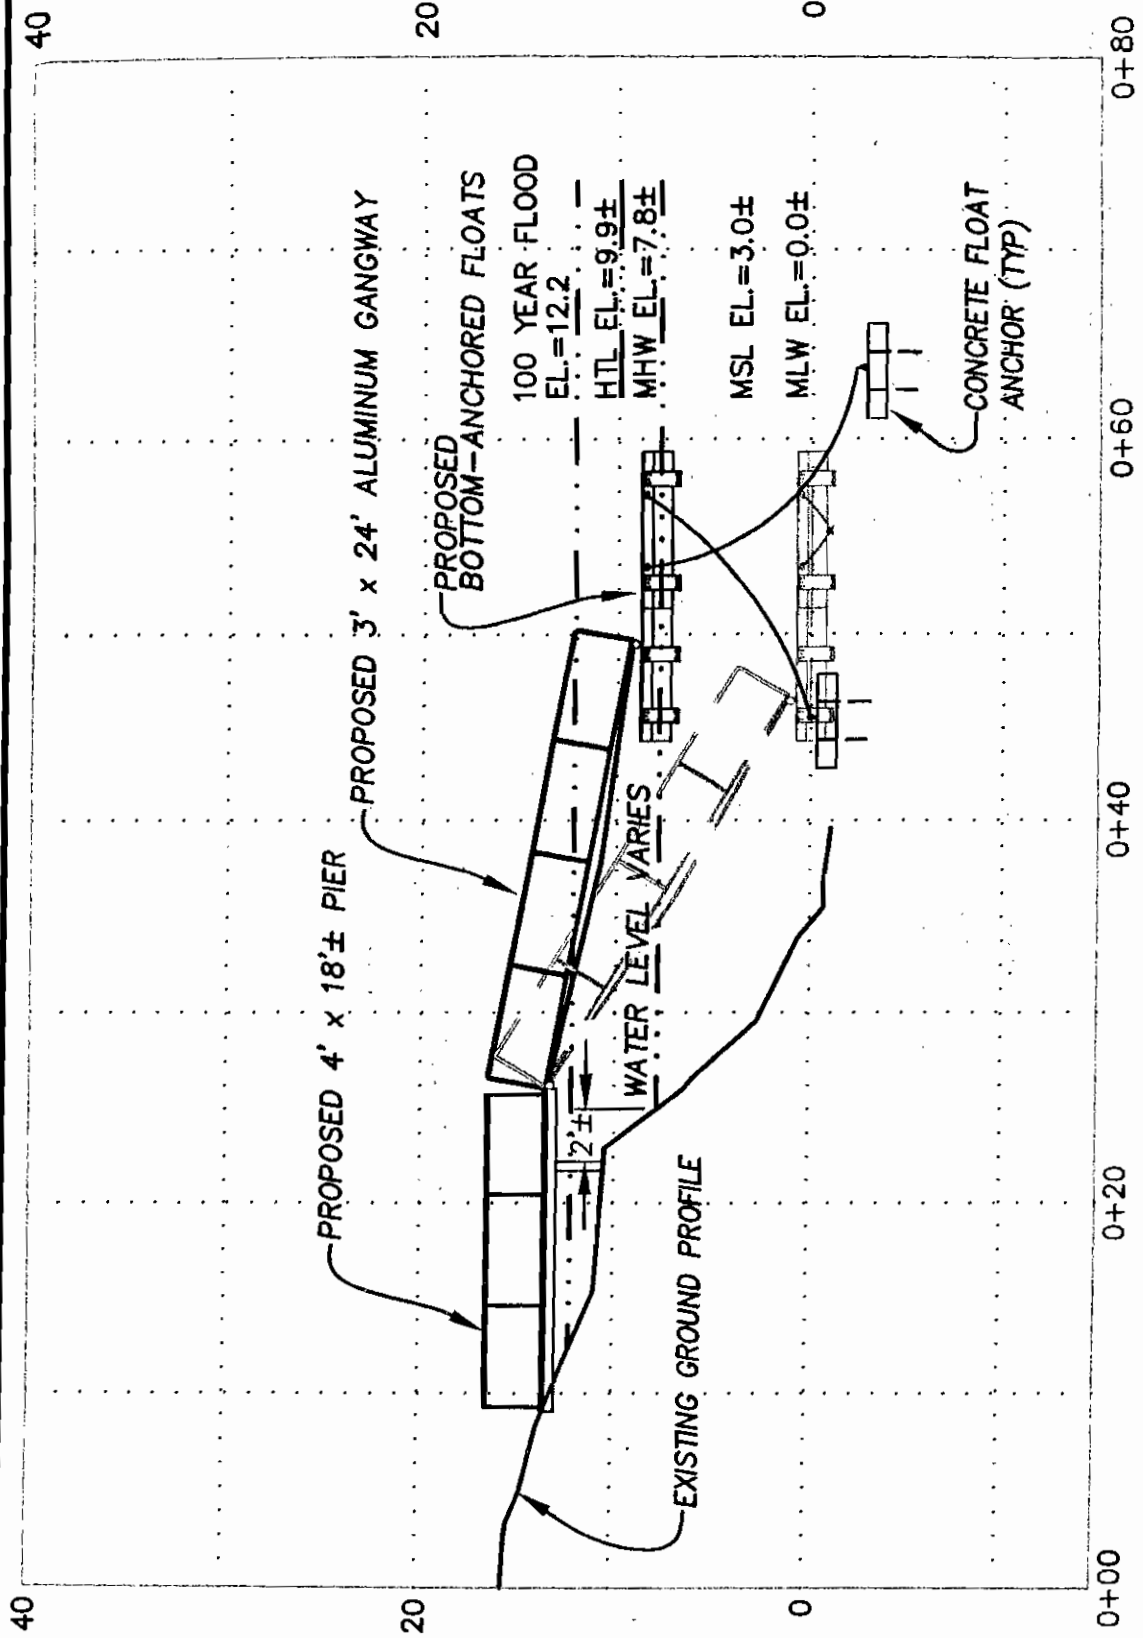 40
20
0
40
20
0
PROPOSED 4' x 18'± PIER
PROPOSED 3' x 24' ALUMINUM GANGWAY
PROPOSED
BOTTOM-ANCHORED FLOATS
100 YEAR FLOOD
EL.=12.2
HTL EL.=9.9±
MHW EL.=7.8±
MSL EL.=3.0±
MLW EL.=0.0±
2'±
WATER LEVEL VARIES
EXISTING GROUND PROFILE
CONCRETE FLOAT
ANCHOR (TYP)
0+00
0+20
0+40
0+60
0+80